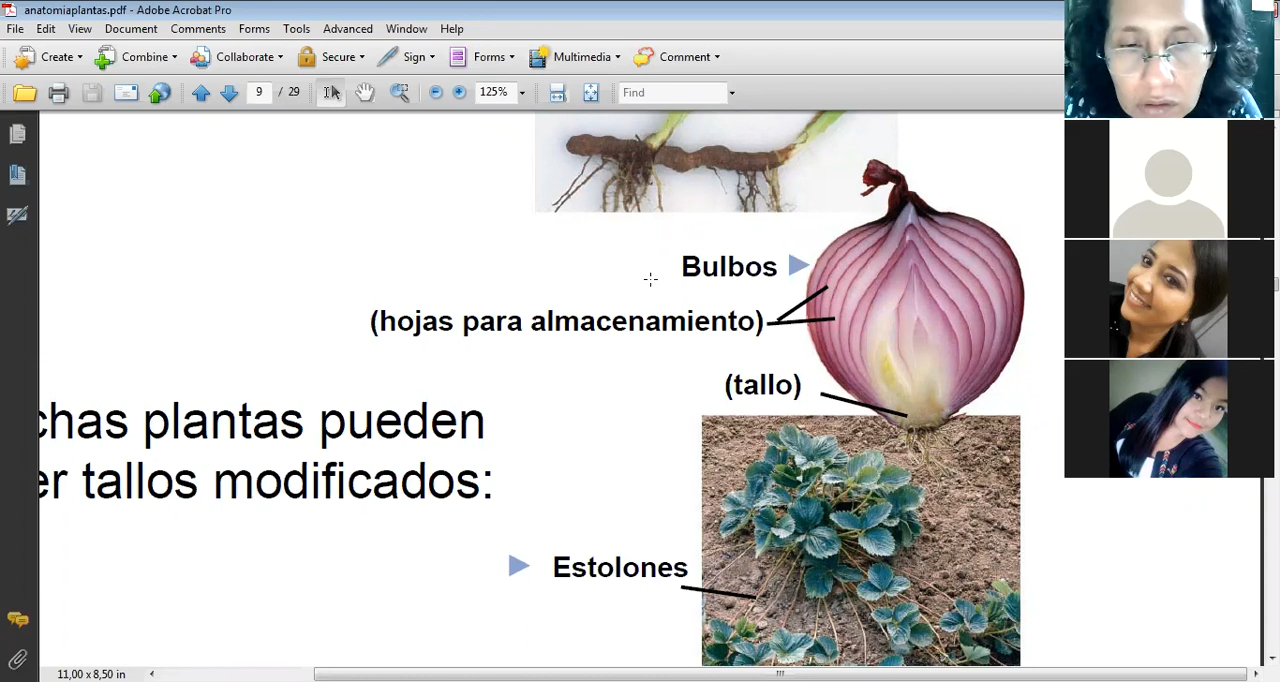 anatomiaplantas.pdf - Adobe Acrobat Pro
File Edit View Document Comments Forms Tools Advanced Window Help
Create Combine Collaborate Secure Sign Forms Multimedia Comment
9 / 29 125% Find
Bulbos
(hojas para almacenamiento)
(tallo)
chas plantas pueden
er tallos modificados:
Estolones
11,00 x 8,50 in